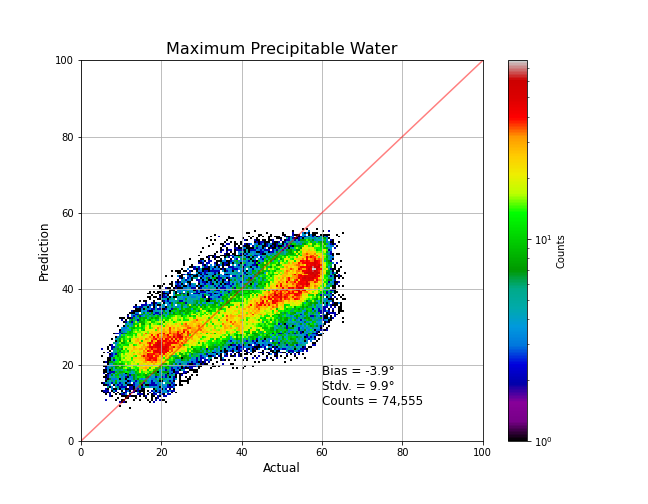 Maximum Precipitable Water
100
80
60
40
20
0
Prediction
0 20 40 60 80 100
Actual
Bias = -3.9°
Stdv. = 9.9°
Counts = 74,555
10¹
10⁰
Counts